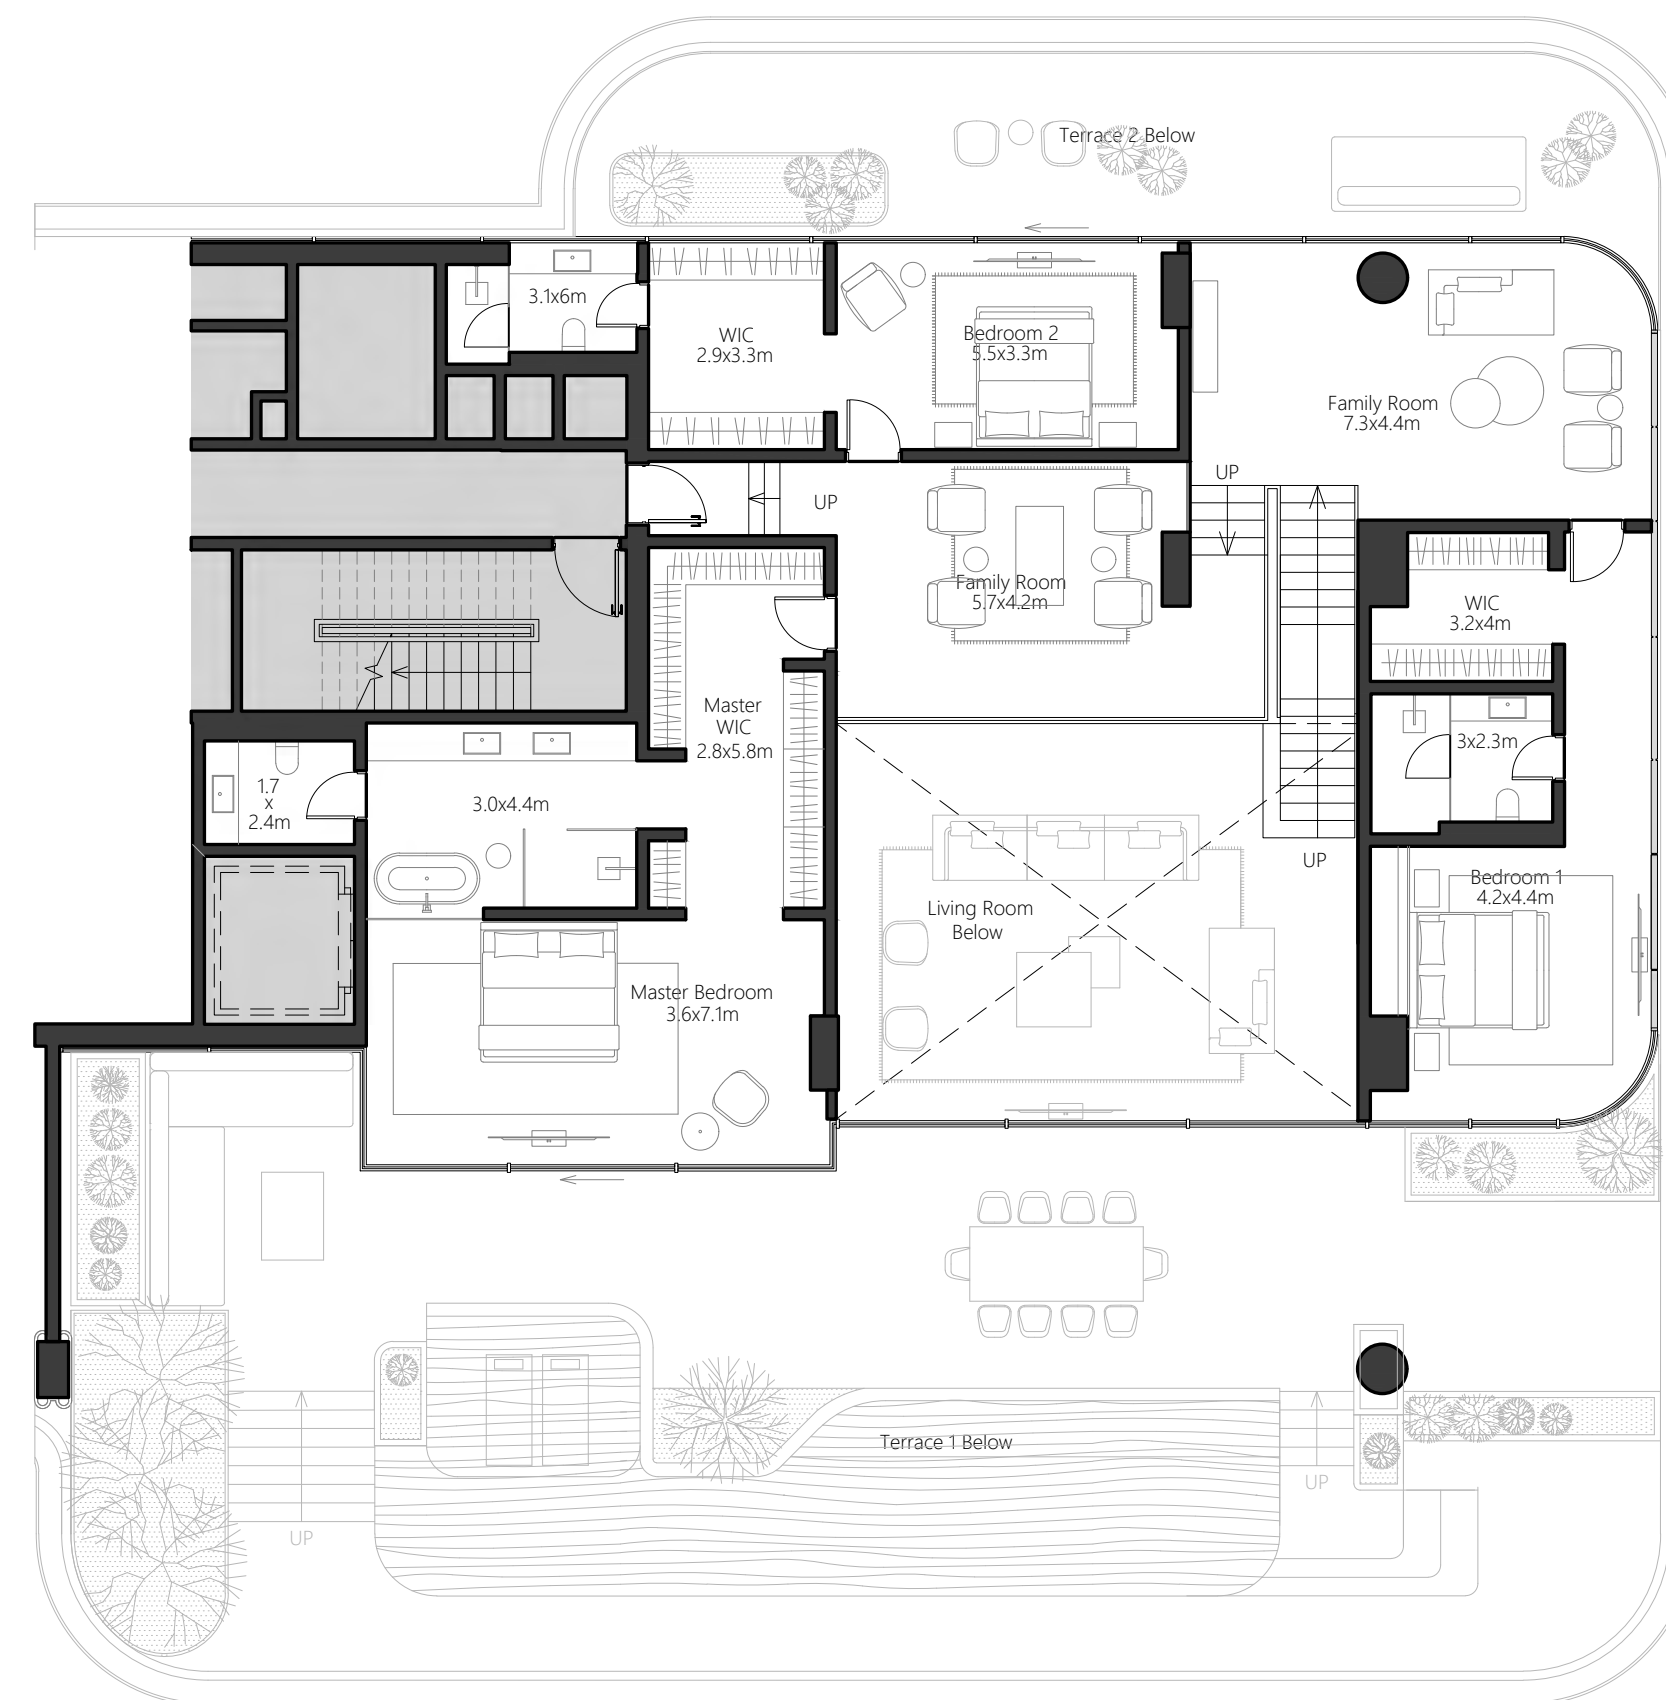 Terrace 2 Below
3.1x6m
WIC
2.9x3.3m
Bedroom 2
5.5x3.3m
Family Room
7.3x4.4m
UP
UP
Family Room
5.7x4.2m
WIC
3.2x4m
Master
WIC
2.8x5.8m
3x2.3m
1.7
x
2.4m
3.0x4.4m
UP
Bedroom 1
4.2x4.4m
Living Room
Below
Master Bedroom
3.6x7.1m
Terrace 1 Below
UP
UP